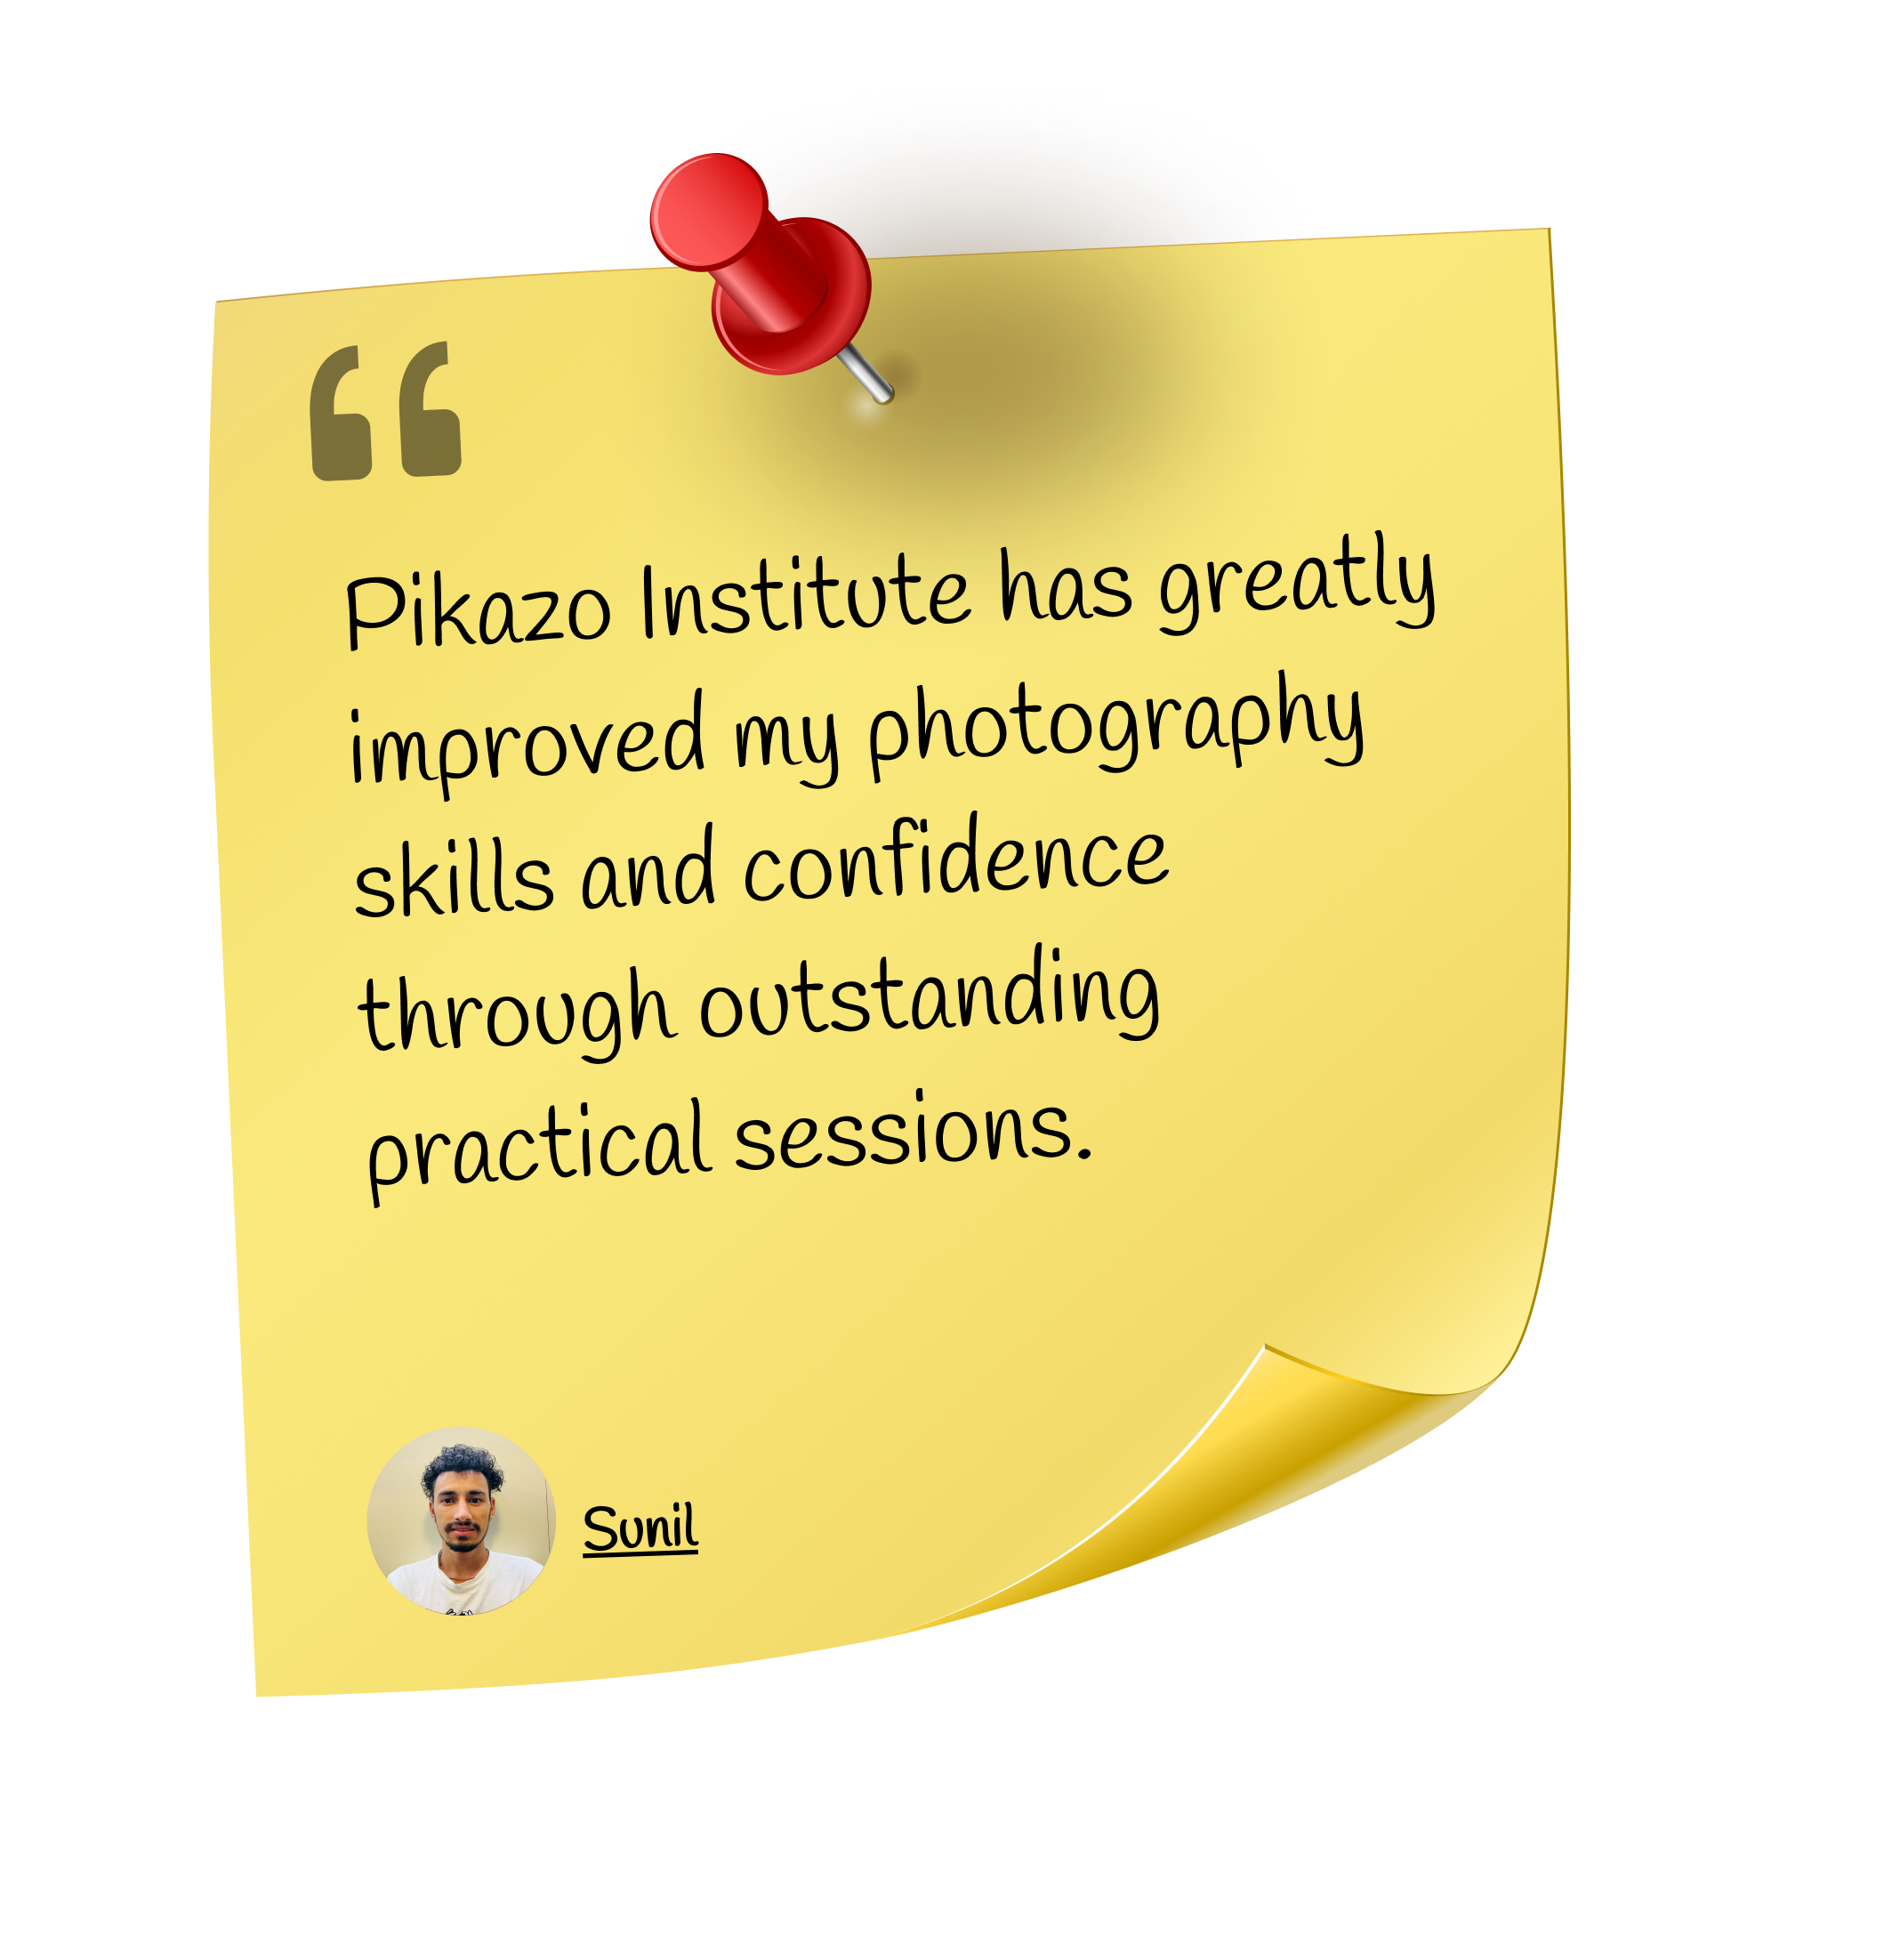 “
Pikazo Institute has greatly
improved my photography
skills and confidence
through outstanding
practical sessions.
Sunil